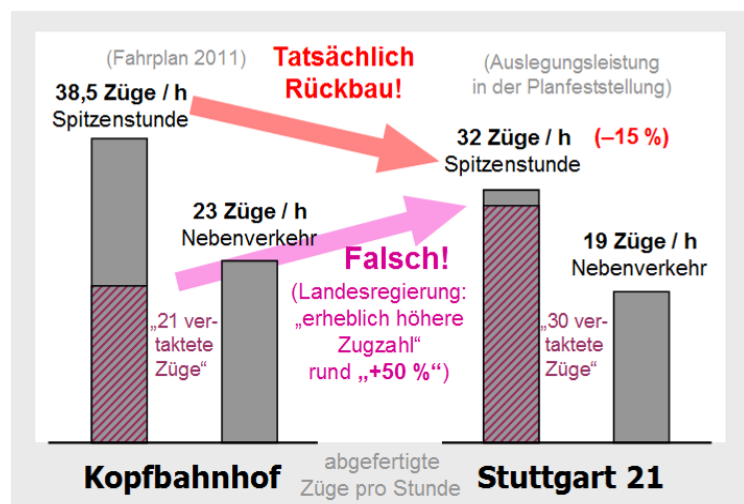 (Fahrplan 2011)
Tatsächlich
Rückbau!
(Auslegungsleistung
in der Planfeststellung)
38,5 Züge / h
Spitzenstunde
32 Züge / h (–15 %)
Spitzenstunde
23 Züge / h
Nebenverkehr
19 Züge / h
Nebenverkehr
Falsch!
(Landesregierung:
„erheblich höhere
Zugzahl“
rund „+50 %“)
„21 ver-
taktete
Züge“
„30 ver-
taktete
Züge“
Kopfbahnhof
abgefertigte
Züge pro Stunde
Stuttgart 21